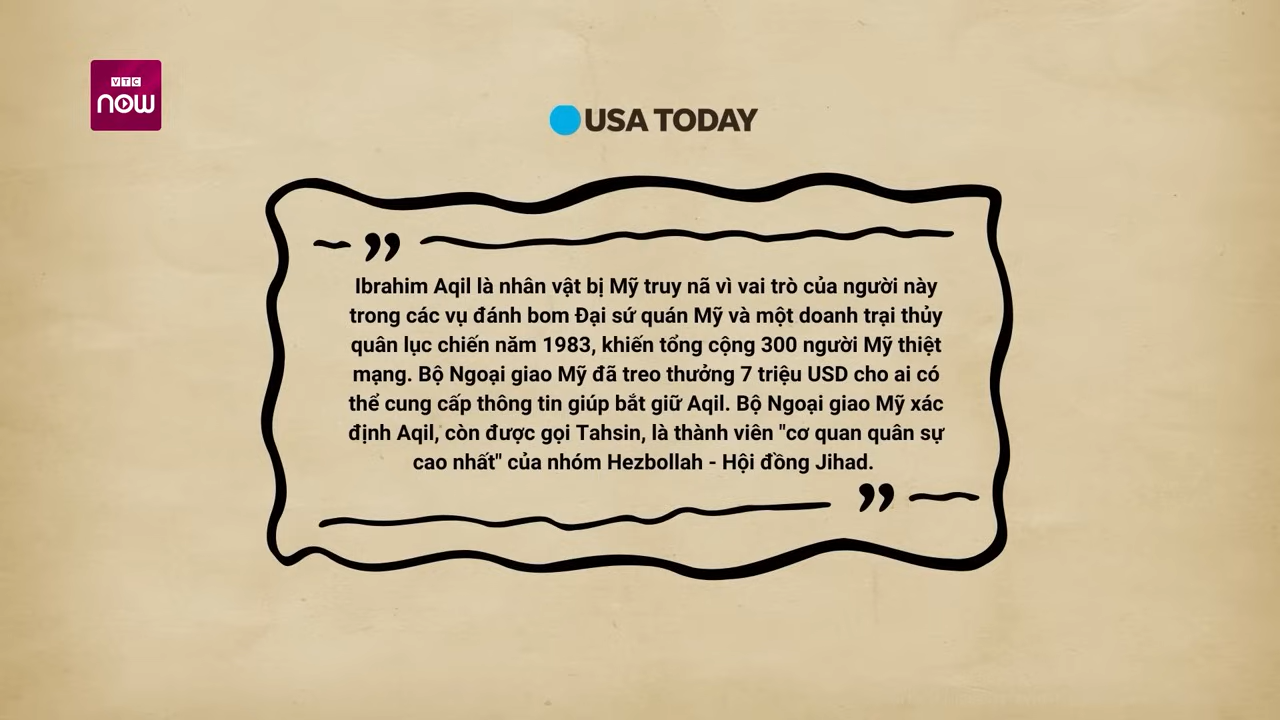 VTC
now
USA TODAY
Ibrahim Aqil là nhân vật bị Mỹ truy nã vì vai trò của người này
trong các vụ đánh bom Đại sứ quán Mỹ và một doanh trại thủy
quân lục chiến năm 1983, khiến tổng cộng 300 người Mỹ thiệt
mạng. Bộ Ngoại giao Mỹ đã treo thưởng 7 triệu USD cho ai có
thể cung cấp thông tin giúp bắt giữ Aqil. Bộ Ngoại giao Mỹ xác
định Aqil, còn được gọi Tahsin, là thành viên "cơ quan quân sự
cao nhất" của nhóm Hezbollah - Hội đồng Jihad.